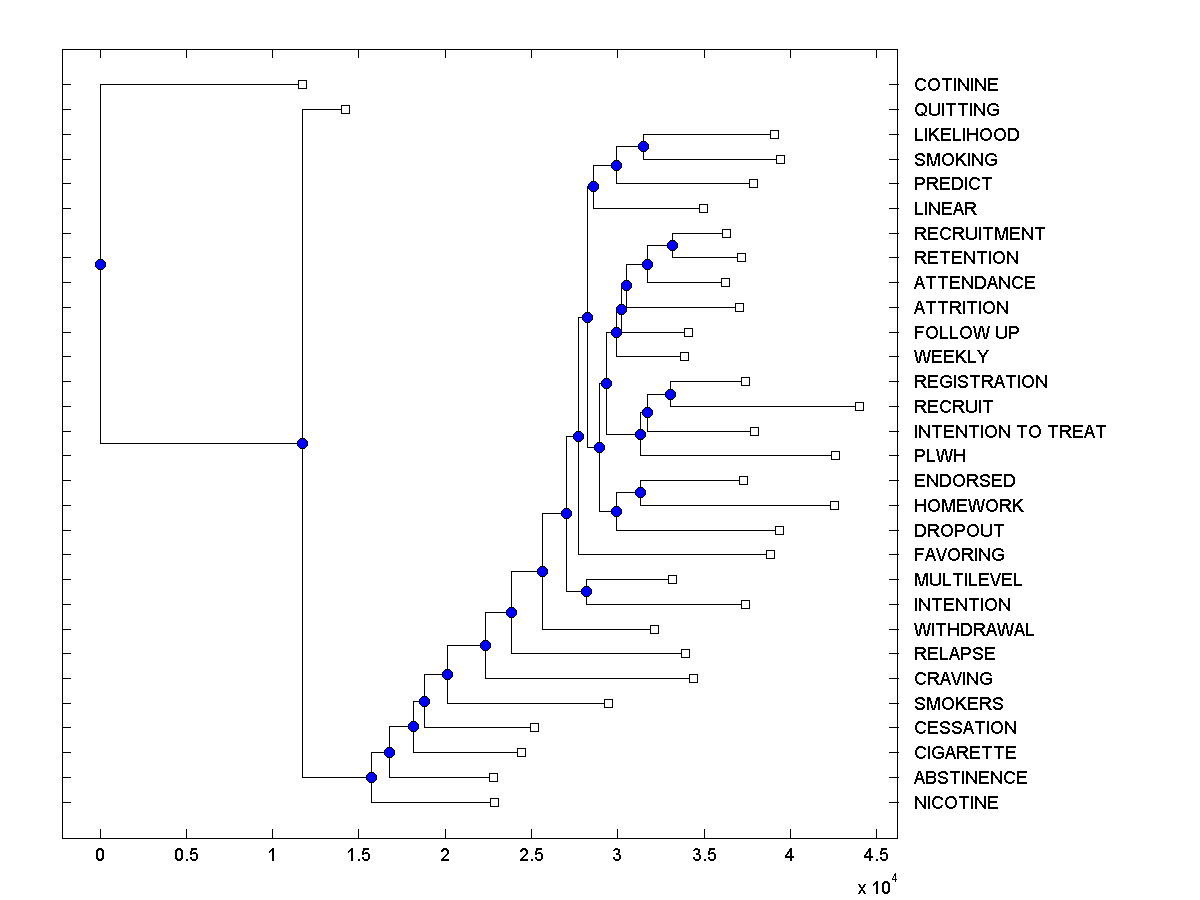 COTININE
QUITTING
LIKELIHOOD
SMOKING
PREDICT
LINEAR
RECRUITMENT
RETENTION
ATTENDANCE
ATTRITION
FOLLOW UP
WEEKLY
REGISTRATION
RECRUIT
INTENTION TO TREAT
PLWH
ENDORSED
HOMEWORK
DROPOUT
FAVORING
MULTILEVEL
INTENTION
WITHDRAWAL
RELAPSE
CRAVING
SMOKERS
CESSATION
CIGARETTE
ABSTINENCE
NICOTINE
0 0.5 1 1.5 2 2.5 3 3.5 4 4.5
x 10^4